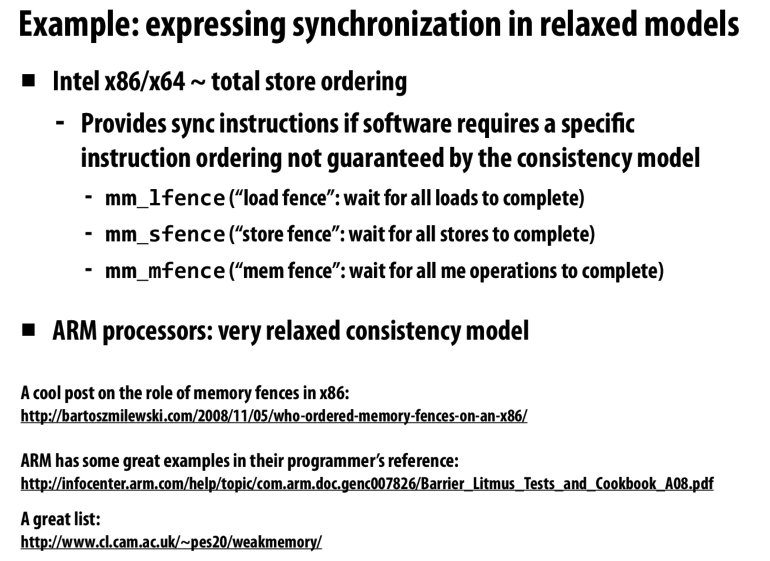 Example: expressing synchronization in relaxed models
■ Intel x86/x64 ~ total store ordering
- Provides sync instructions if software requires a specific
instruction ordering not guaranteed by the consistency model
- mm_lfence (“load fence”: wait for all loads to complete)
- mm_sfence (“store fence”: wait for all stores to complete)
- mm_mfence (“mem fence”: wait for all me operations to complete)
■ ARM processors: very relaxed consistency model
A cool post on the role of memory fences in x86:
http://bartoszmilewski.com/2008/11/05/who-ordered-memory-fences-on-an-x86/
ARM has some great examples in their programmer’s reference:
http://infocenter.arm.com/help/topic/com.arm.doc.genc007826/Barrier_Litmus_Tests_and_Cookbook_A08.pdf
A great list:
http://www.cl.cam.ac.uk/~pes20/weakmemory/